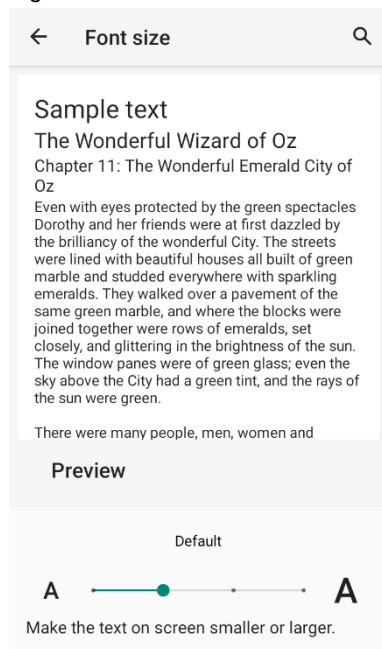 Font size
Sample text
The Wonderful Wizard of Oz
Chapter 11: The Wonderful Emerald City of
Oz
Even with eyes protected by the green spectacles
Dorothy and her friends were at first dazzled by
the brilliancy of the wonderful City. The streets
were lined with beautiful houses all built of green
marble and studded everywhere with sparkling
emeralds. They walked over a pavement of the
same green marble, and where the blocks were
joined together were rows of emeralds, set
closely, and glittering in the brightness of the sun.
The window panes were of green glass; even the
sky above the City had a green tint, and the rays of
the sun were green.
There were many people, men, women and
Preview
Default
A A
Make the text on screen smaller or larger.